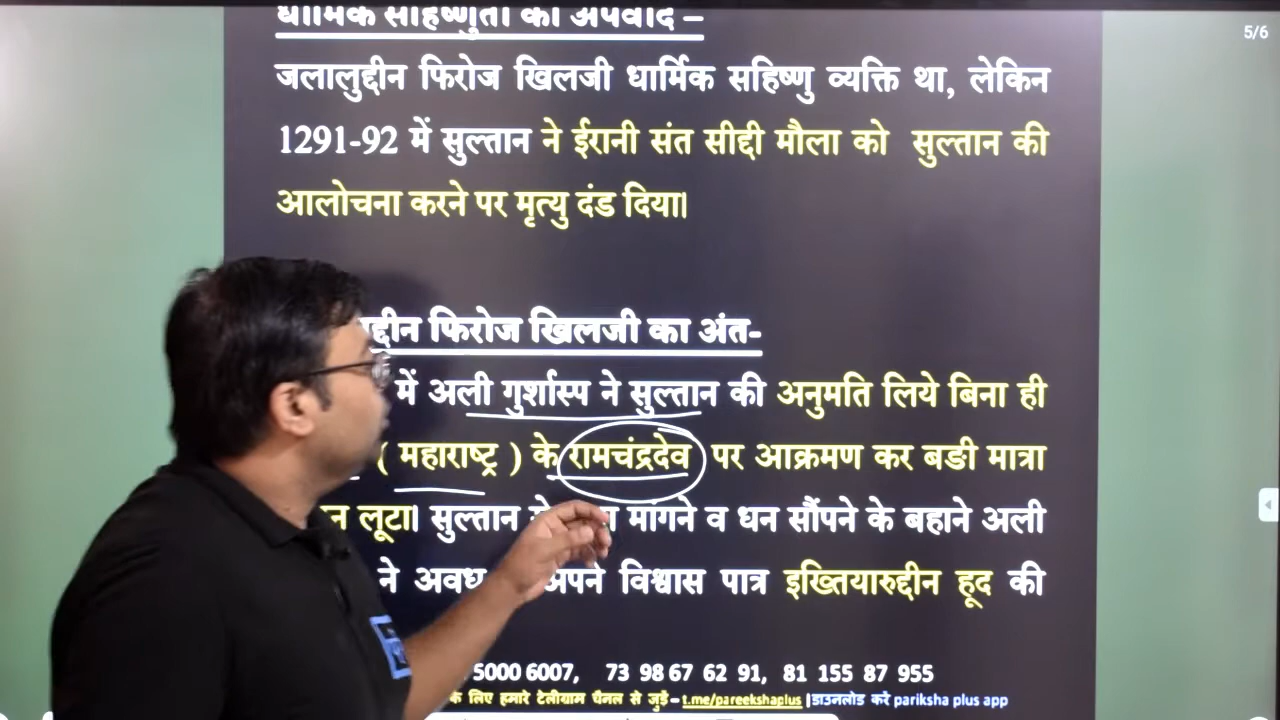 धार्मिक सहिष्णुता का अपवाद –
5/6
जलालुद्दीन फिरोज खिलजी धार्मिक सहिष्णु व्यक्ति था, लेकिन
1291-92 में सुल्तान ने ईरानी संत सीद्दी मौला को सुल्तान की
आलोचना करने पर मृत्यु दंड दिया।
फिरोज खिलजी का अंत-
में अली गुर्शास्प ने सुल्तान की अनुमति लिये बिना ही
( महाराष्ट्र ) के रामचंद्रदेव पर आक्रमण कर बडी मात्रा
लूटा। सुल्तान मांगने व धन सौंपने के बहाने अली
ने अवध अपने विश्वास पात्र इख्तियारुद्दीन हूद की
5000 6007, 73 98 67 62 91, 81 155 87 955
के लिए हमारे टेलीग्राम चैनल से जुड़ें – t.me/pareekshaplus | डाउनलोड करें pariksha plus app